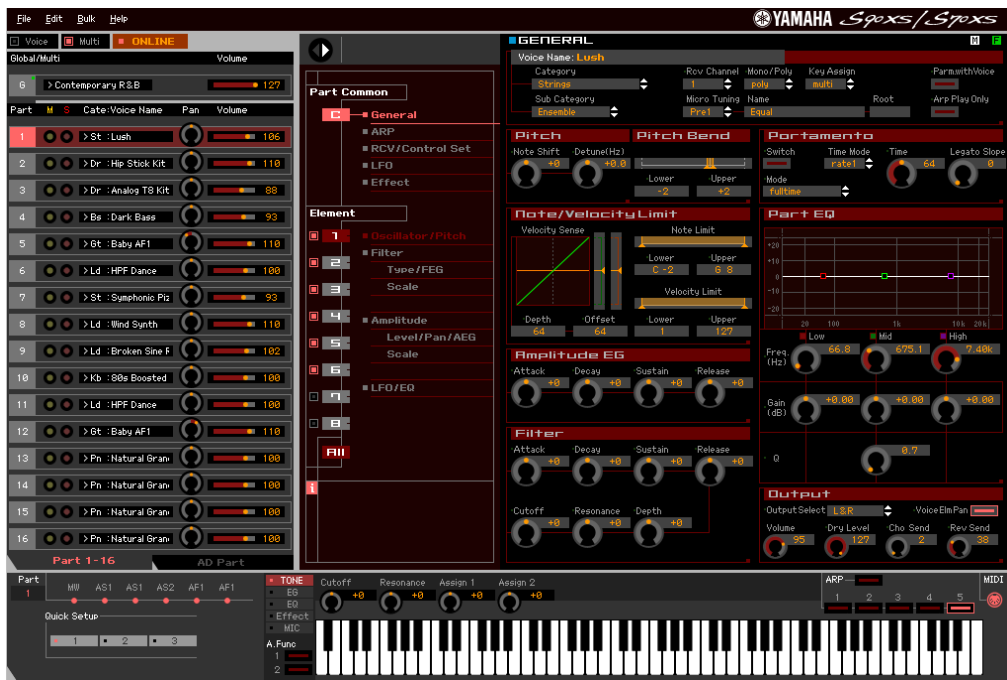 File Edit Bulk Help
YAMAHA S90XS/S70XS
Voice Multi ONLINE
Global/Multi Volume
G >Contemporary R&B 127
Part M S Cate:Voice Name Pan Volume
1 >St :Lush 106
2 >Dr :Hip Stick Kit 110
3 >Dr :Analog T8 Kit 88
4 >Bs :Dark Bass 93
5 >Gt :Baby AF1 110
6 >Ld :HPF Dance 100
7 >St :Symphonic Piz 93
8 >Ld :Wind Synth 110
9 >Ld :Broken Sine F 102
10 >Kb :80s Boosted 100
11 >Ld :HPF Dance 100
12 >Gt :Baby AF1 110
13 >Pn :Natural Gran 100
14 >Pn :Natural Gran 100
15 >Pn :Natural Gran 100
16 >Pn :Natural Gran 100
Part 1-16 AD Part
Part Common
C General
ARP
RCV/Control Set
LFO
Effect
Element
1 Oscillator/Pitch
2 Filter
Type/FEG
3 Scale
4 Amplitude
5 Level/Pan/AEG
Scale
6
7 LFO/EQ
8
All
i
GENERAL M F
Voice Name: Lush
Category Rcv Channel Mono/Poly Key Assign Parm.withVoice
Strings 1 poly multi
Sub Category Micro Tuning Name Root Arp Play Only
Ensemble Pre1 Equal
Pitch Pitch Bend
Note Shift Detune(Hz)
+0 +0.0
Lower Upper
-2 +2
Portamento
Switch Time Mode Time Legato Slope
rate1 64 0
Mode
fulltime
Note/Velocity Limit
Velocity Sense Note Limit
Lower Upper
C -2 G 8
Velocity Limit
Depth Offset Lower Upper
64 64 1 127
Part EQ
+20
+10
0
-10
-20
20 100 1k 10k 20k
Low Mid High
Freq. (Hz) 66.8 675.1 7.40k
Gain (dB) +0.00 +0.00 +0.00
Q 0.7
Amplitude EG
Attack Decay Sustain Release
+0 +0 +0 +0
Filter
Attack Decay Sustain Release
+0 +0 +0 +0
Cutoff Resonance Depth
+0 +0 +0
Output
Output Select L&R Voice Elm Pan
Volume Dry Level Cho Send Rev Send
95 127 2 38
Part
1
MW AS1 AS1 AS2 AF1 AF1
Quick Setup
1 2 3
TONE
EG
EQ
Effect
MIC
A.Func
1
2
Cutoff Resonance Assign 1 Assign 2
+0 +0 +0 +0
ARP
1 2 3 4 5
MIDI